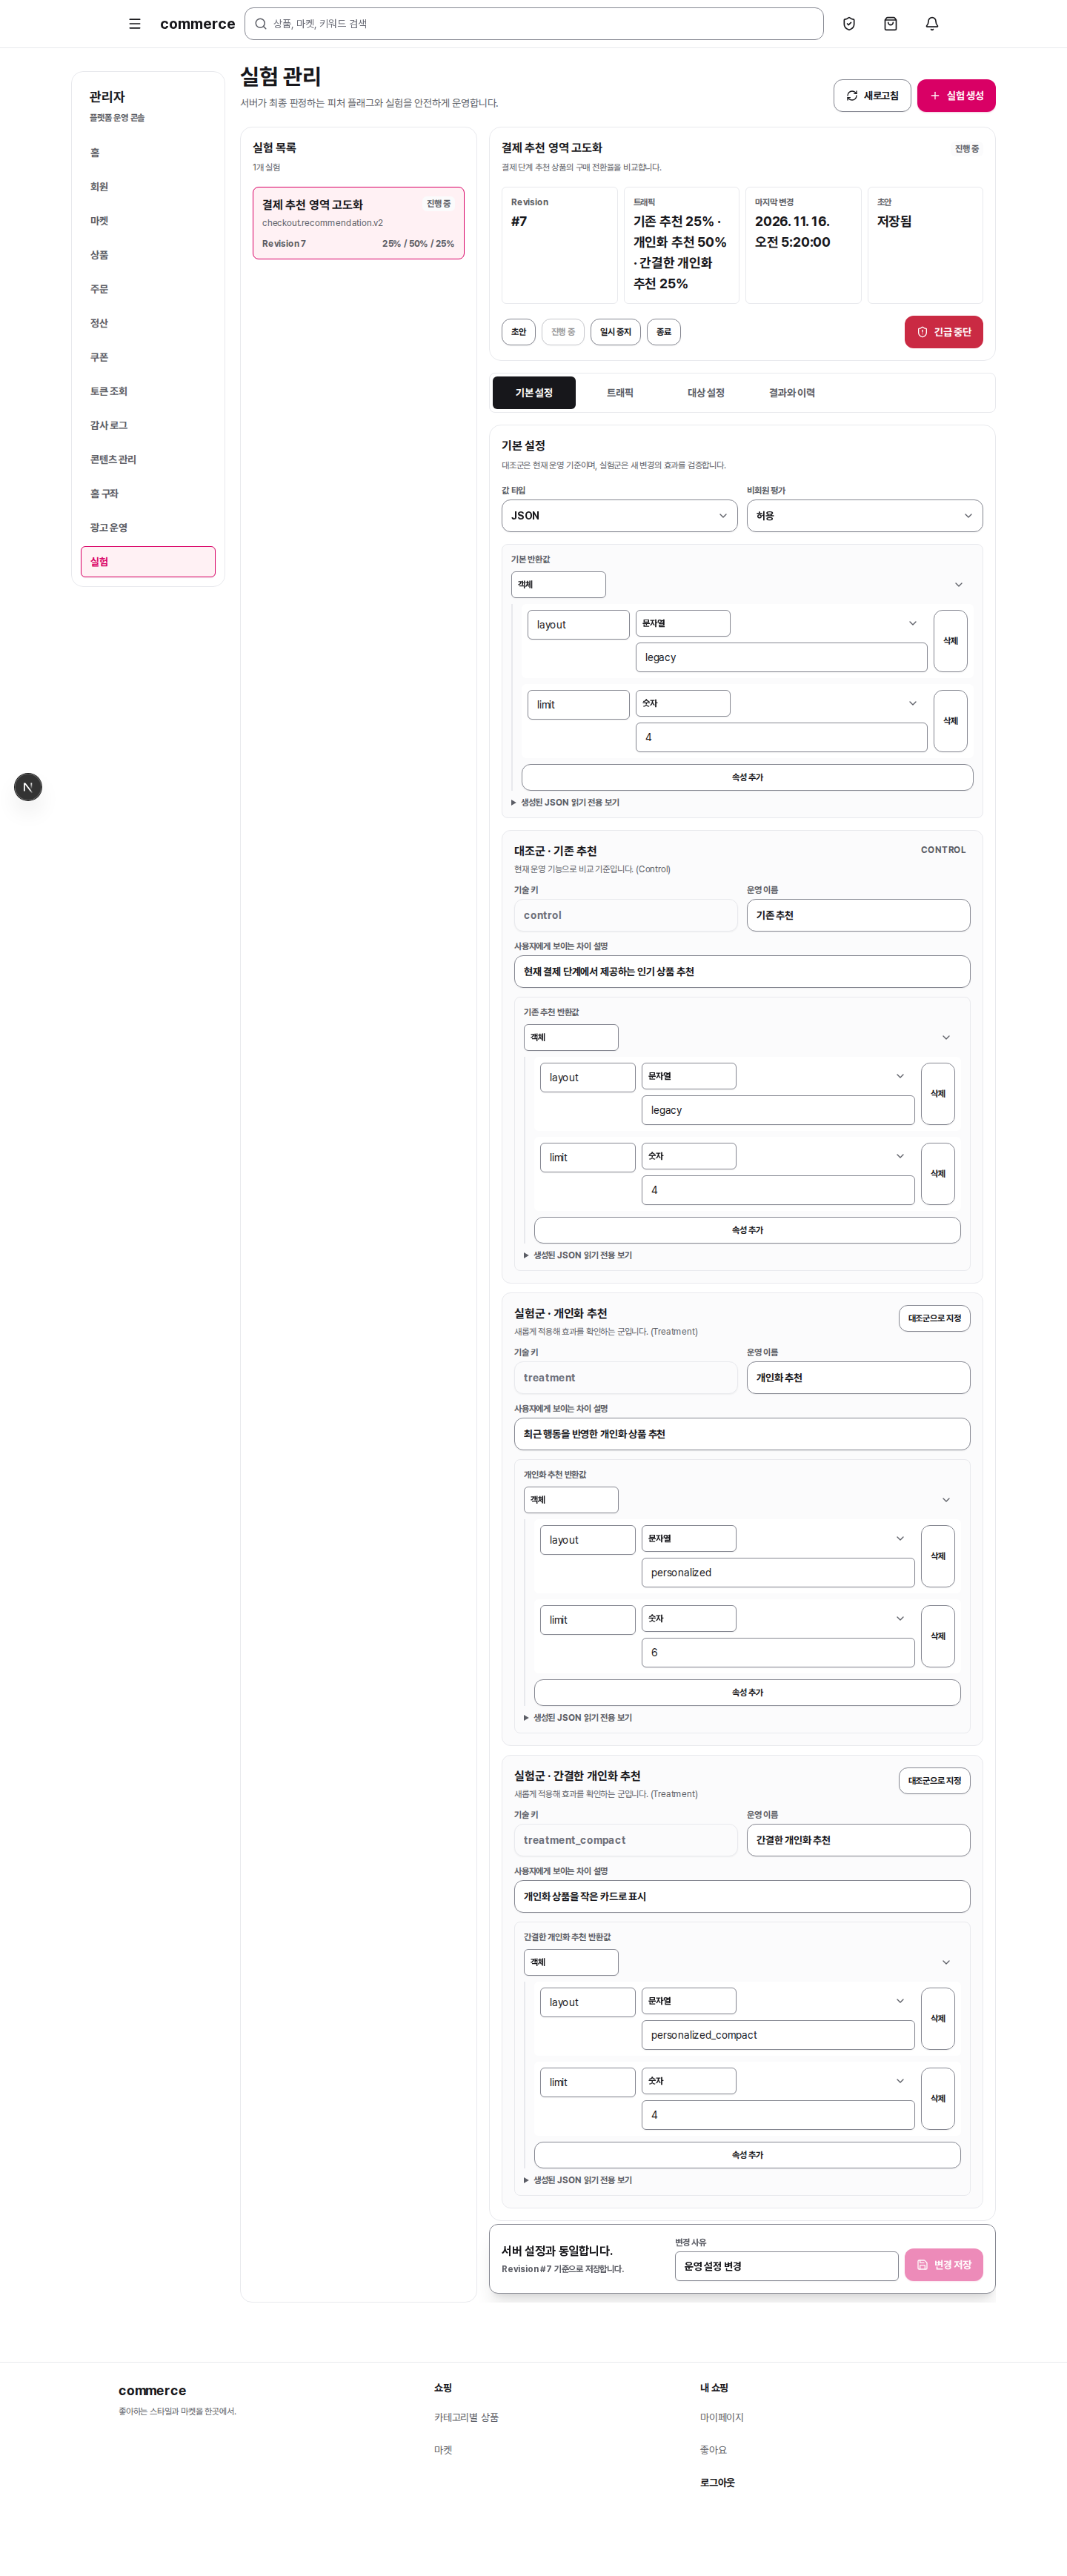 commerce
상품, 마켓, 키워드 검색
관리자
플랫폼 운영 콘솔
홈
회원
마켓
상품
주문
정산
쿠폰
토큰 조회
감사 로그
콘텐츠 관리
홈 구좌
광고 운영
실험
실험 관리
서버가 최종 판정하는 피처 플래그와 실험을 안전하게 운영합니다.
새로고침
실험 생성
실험 목록
1개 실험
결제 추천 영역 고도화
진행 중
checkout.recommendation.v2
Revision 7
25% / 50% / 25%
결제 추천 영역 고도화
진행 중
결제 단계 추천 상품의 구매 전환율을 비교합니다.
Revision
#7
트래픽
기존 추천 25% ·
개인화 추천 50%
· 간결한 개인화
추천 25%
마지막 변경
2026. 11. 16.
오전 5:20:00
초안
저장됨
초안
진행 중
일시 중지
종료
긴급 중단
기본 설정
트래픽
대상 설정
결과와 이력
기본 설정
대조군은 현재 운영 기준이며, 실험군은 새 변경의 효과를 검증합니다.
값 타입
JSON
비회원 평가
허용
기본 반환값
객체
layout
문자열
legacy
삭제
limit
숫자
4
삭제
속성 추가
▶ 생성된 JSON 읽기 전용 보기
대조군 · 기존 추천
CONTROL
현재 운영 기능으로 비교 기준입니다. (Control)
기술 키
control
운영 이름
기존 추천
사용자에게 보이는 차이 설명
현재 결제 단계에서 제공하는 인기 상품 추천
기존 추천 반환값
객체
layout
문자열
legacy
삭제
limit
숫자
4
삭제
속성 추가
▶ 생성된 JSON 읽기 전용 보기
실험군 · 개인화 추천
대조군으로 지정
새롭게 적용해 효과를 확인하는 군입니다. (Treatment)
기술 키
treatment
운영 이름
개인화 추천
사용자에게 보이는 차이 설명
최근 행동을 반영한 개인화 상품 추천
개인화 추천 반환값
객체
layout
문자열
personalized
삭제
limit
숫자
6
삭제
속성 추가
▶ 생성된 JSON 읽기 전용 보기
실험군 · 간결한 개인화 추천
대조군으로 지정
새롭게 적용해 효과를 확인하는 군입니다. (Treatment)
기술 키
treatment_compact
운영 이름
간결한 개인화 추천
사용자에게 보이는 차이 설명
개인화 상품을 작은 카드로 표시
간결한 개인화 추천 반환값
객체
layout
문자열
personalized_compact
삭제
limit
숫자
4
삭제
속성 추가
▶ 생성된 JSON 읽기 전용 보기
서버 설정과 동일합니다.
Revision #7 기준으로 저장합니다.
변경 사유
운영 설정 변경
변경 저장
commerce
좋아하는 스타일과 마켓을 한곳에서.
쇼핑
카테고리별 상품
마켓
내 쇼핑
마이페이지
좋아요
로그아웃